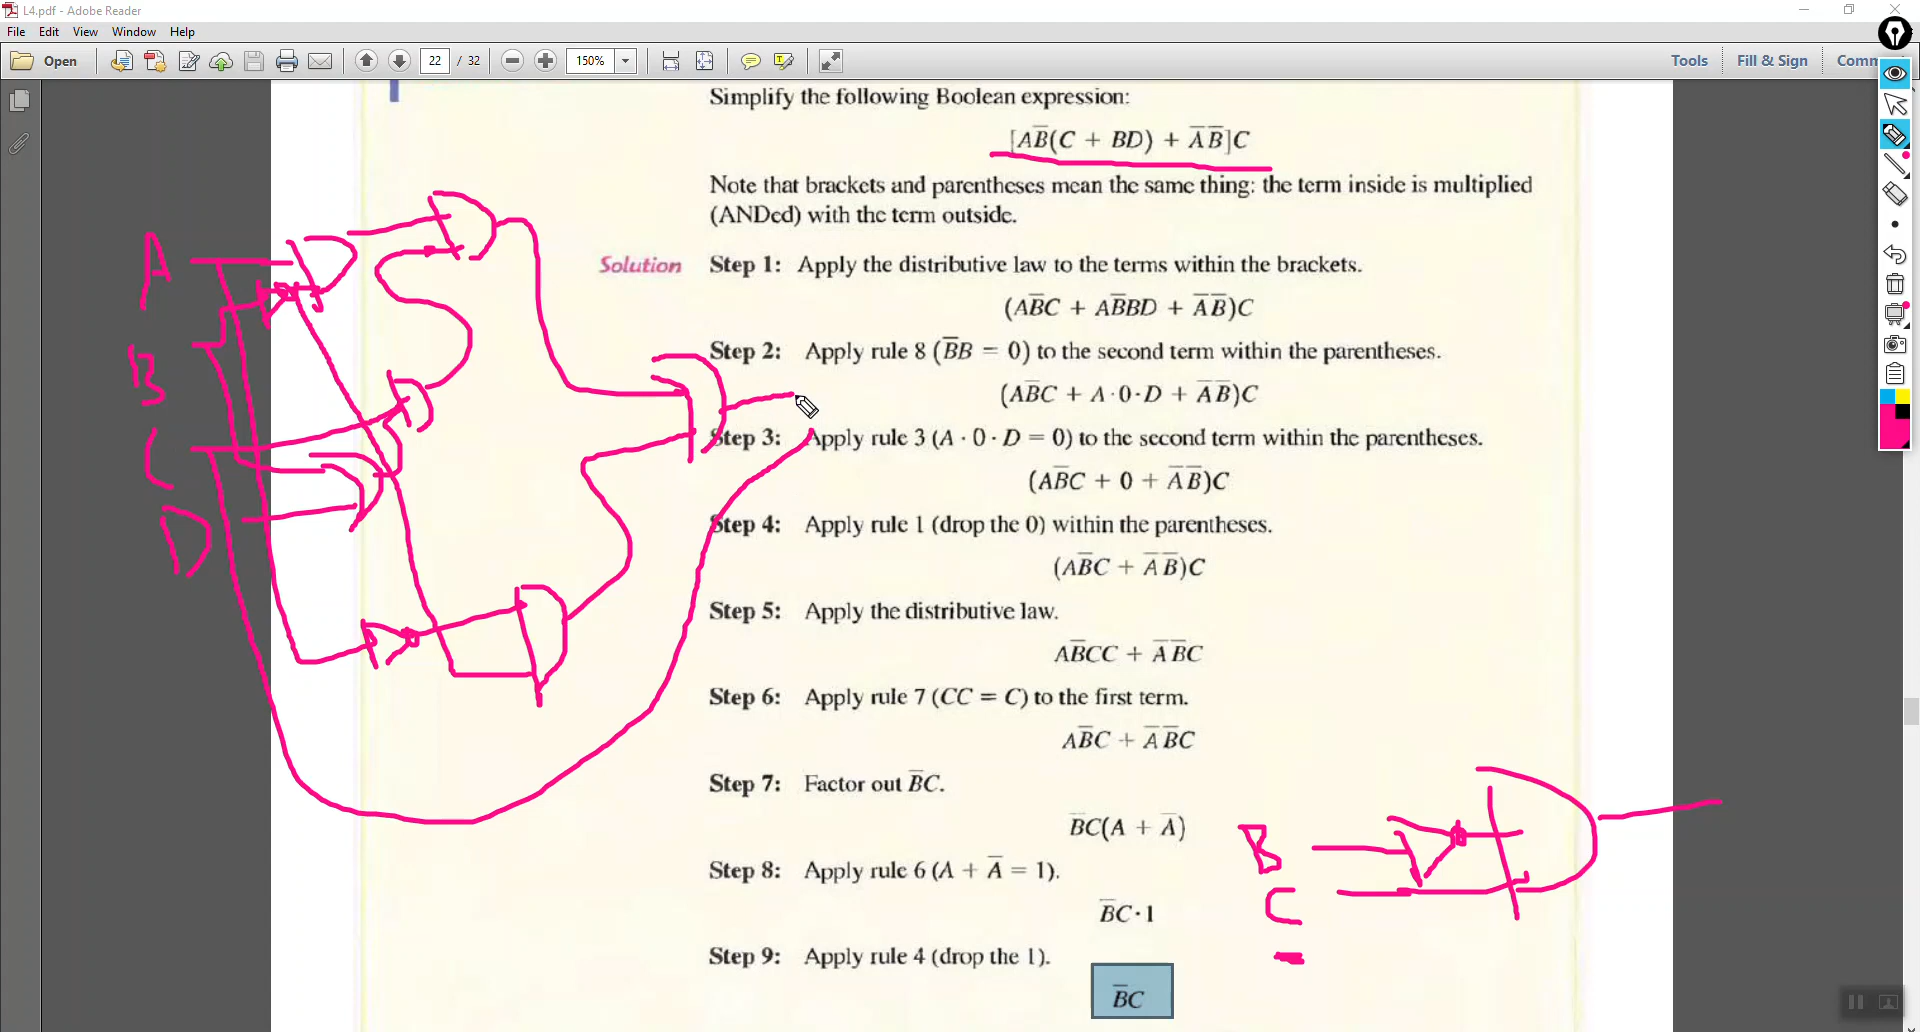 L4.pdf - Adobe Reader
File Edit View Window Help
Open 22 / 32 150% Tools Fill & Sign Comm
Simplify the following Boolean expression:
[AB̅(C + BD) + A̅ B̅]C
Note that brackets and parentheses mean the same thing: the term inside is multiplied
(ANDed) with the term outside.
Solution Step 1: Apply the distributive law to the terms within the brackets.
(AB̅C + AB̅BD + A̅ B̅)C
Step 2: Apply rule 8 (B̅B = 0) to the second term within the parentheses.
(AB̅C + A·0·D + A̅ B̅)C
Step 3: Apply rule 3 (A · 0 · D = 0) to the second term within the parentheses.
(AB̅C + 0 + A̅ B̅)C
Step 4: Apply rule 1 (drop the 0) within the parentheses.
(AB̅C + A̅ B̅)C
Step 5: Apply the distributive law.
AB̅CC + A̅ B̅C
Step 6: Apply rule 7 (CC = C) to the first term.
AB̅C + A̅ B̅C
Step 7: Factor out B̅C.
B̅C(A + A̅)
Step 8: Apply rule 6 (A + A̅ = 1).
B̅C·1
Step 9: Apply rule 4 (drop the 1).
B̅C
A
B
C
D
B
C